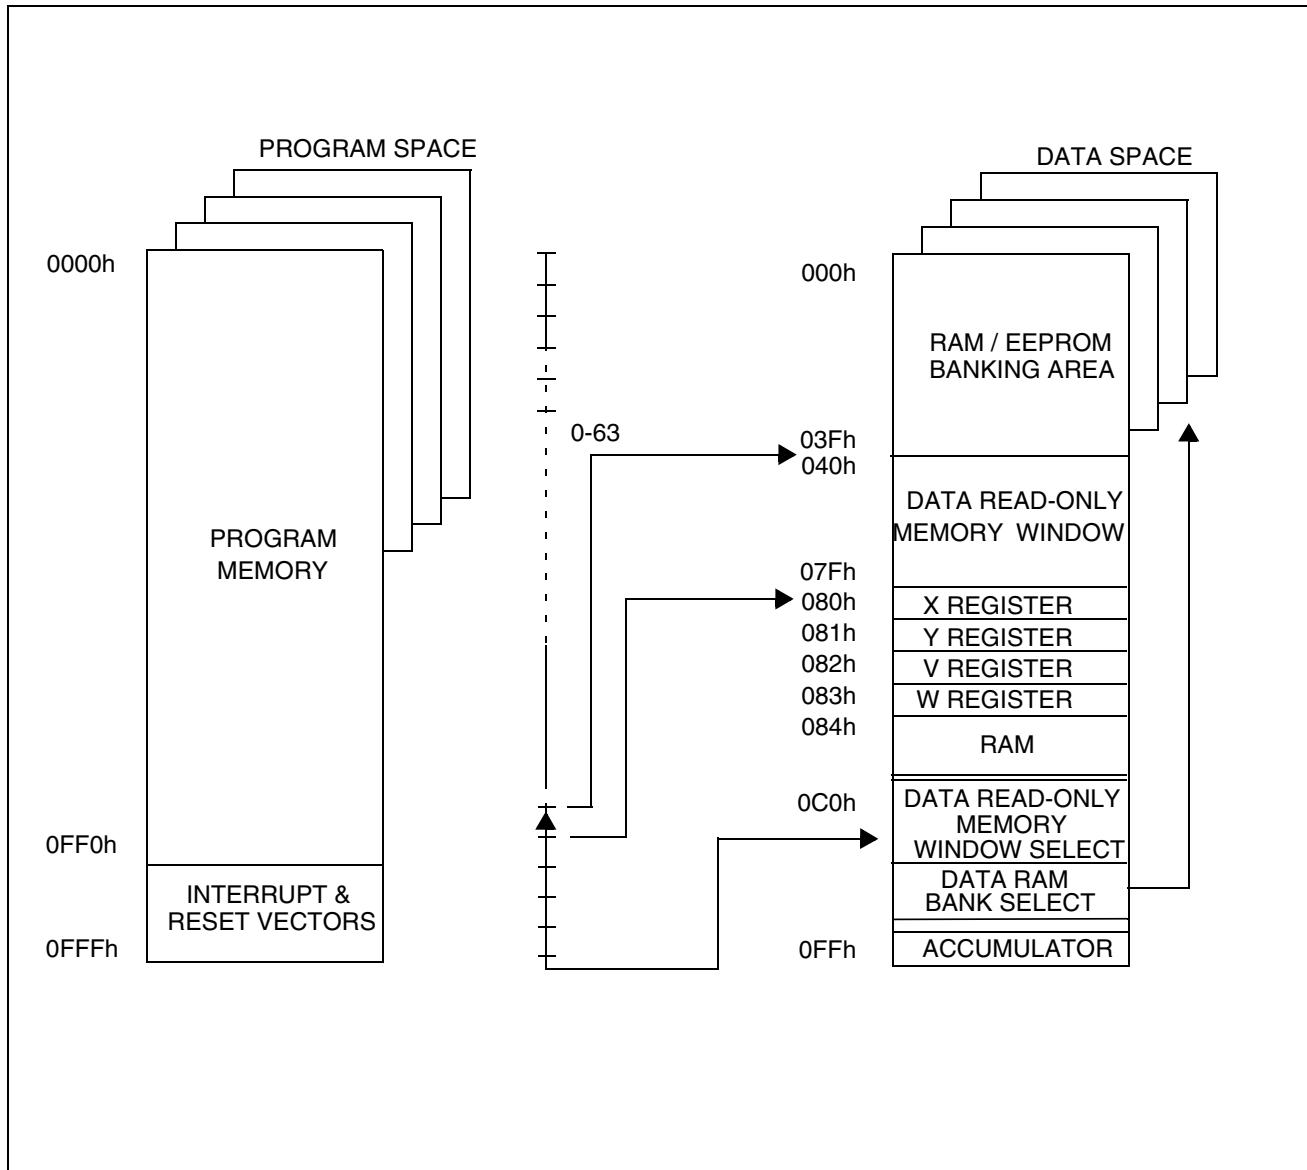 PROGRAM SPACE
0000h
PROGRAM
MEMORY
0FF0h
INTERRUPT &
RESET VECTORS
0FFFh
0-63
DATA SPACE
000h
RAM / EEPROM
BANKING AREA
03Fh
040h
DATA READ-ONLY
MEMORY WINDOW
07Fh
080h
X REGISTER
081h
Y REGISTER
082h
V REGISTER
083h
W REGISTER
084h
RAM
0C0h
DATA READ-ONLY
MEMORY
WINDOW SELECT
DATA RAM
BANK SELECT
0FFh
ACCUMULATOR